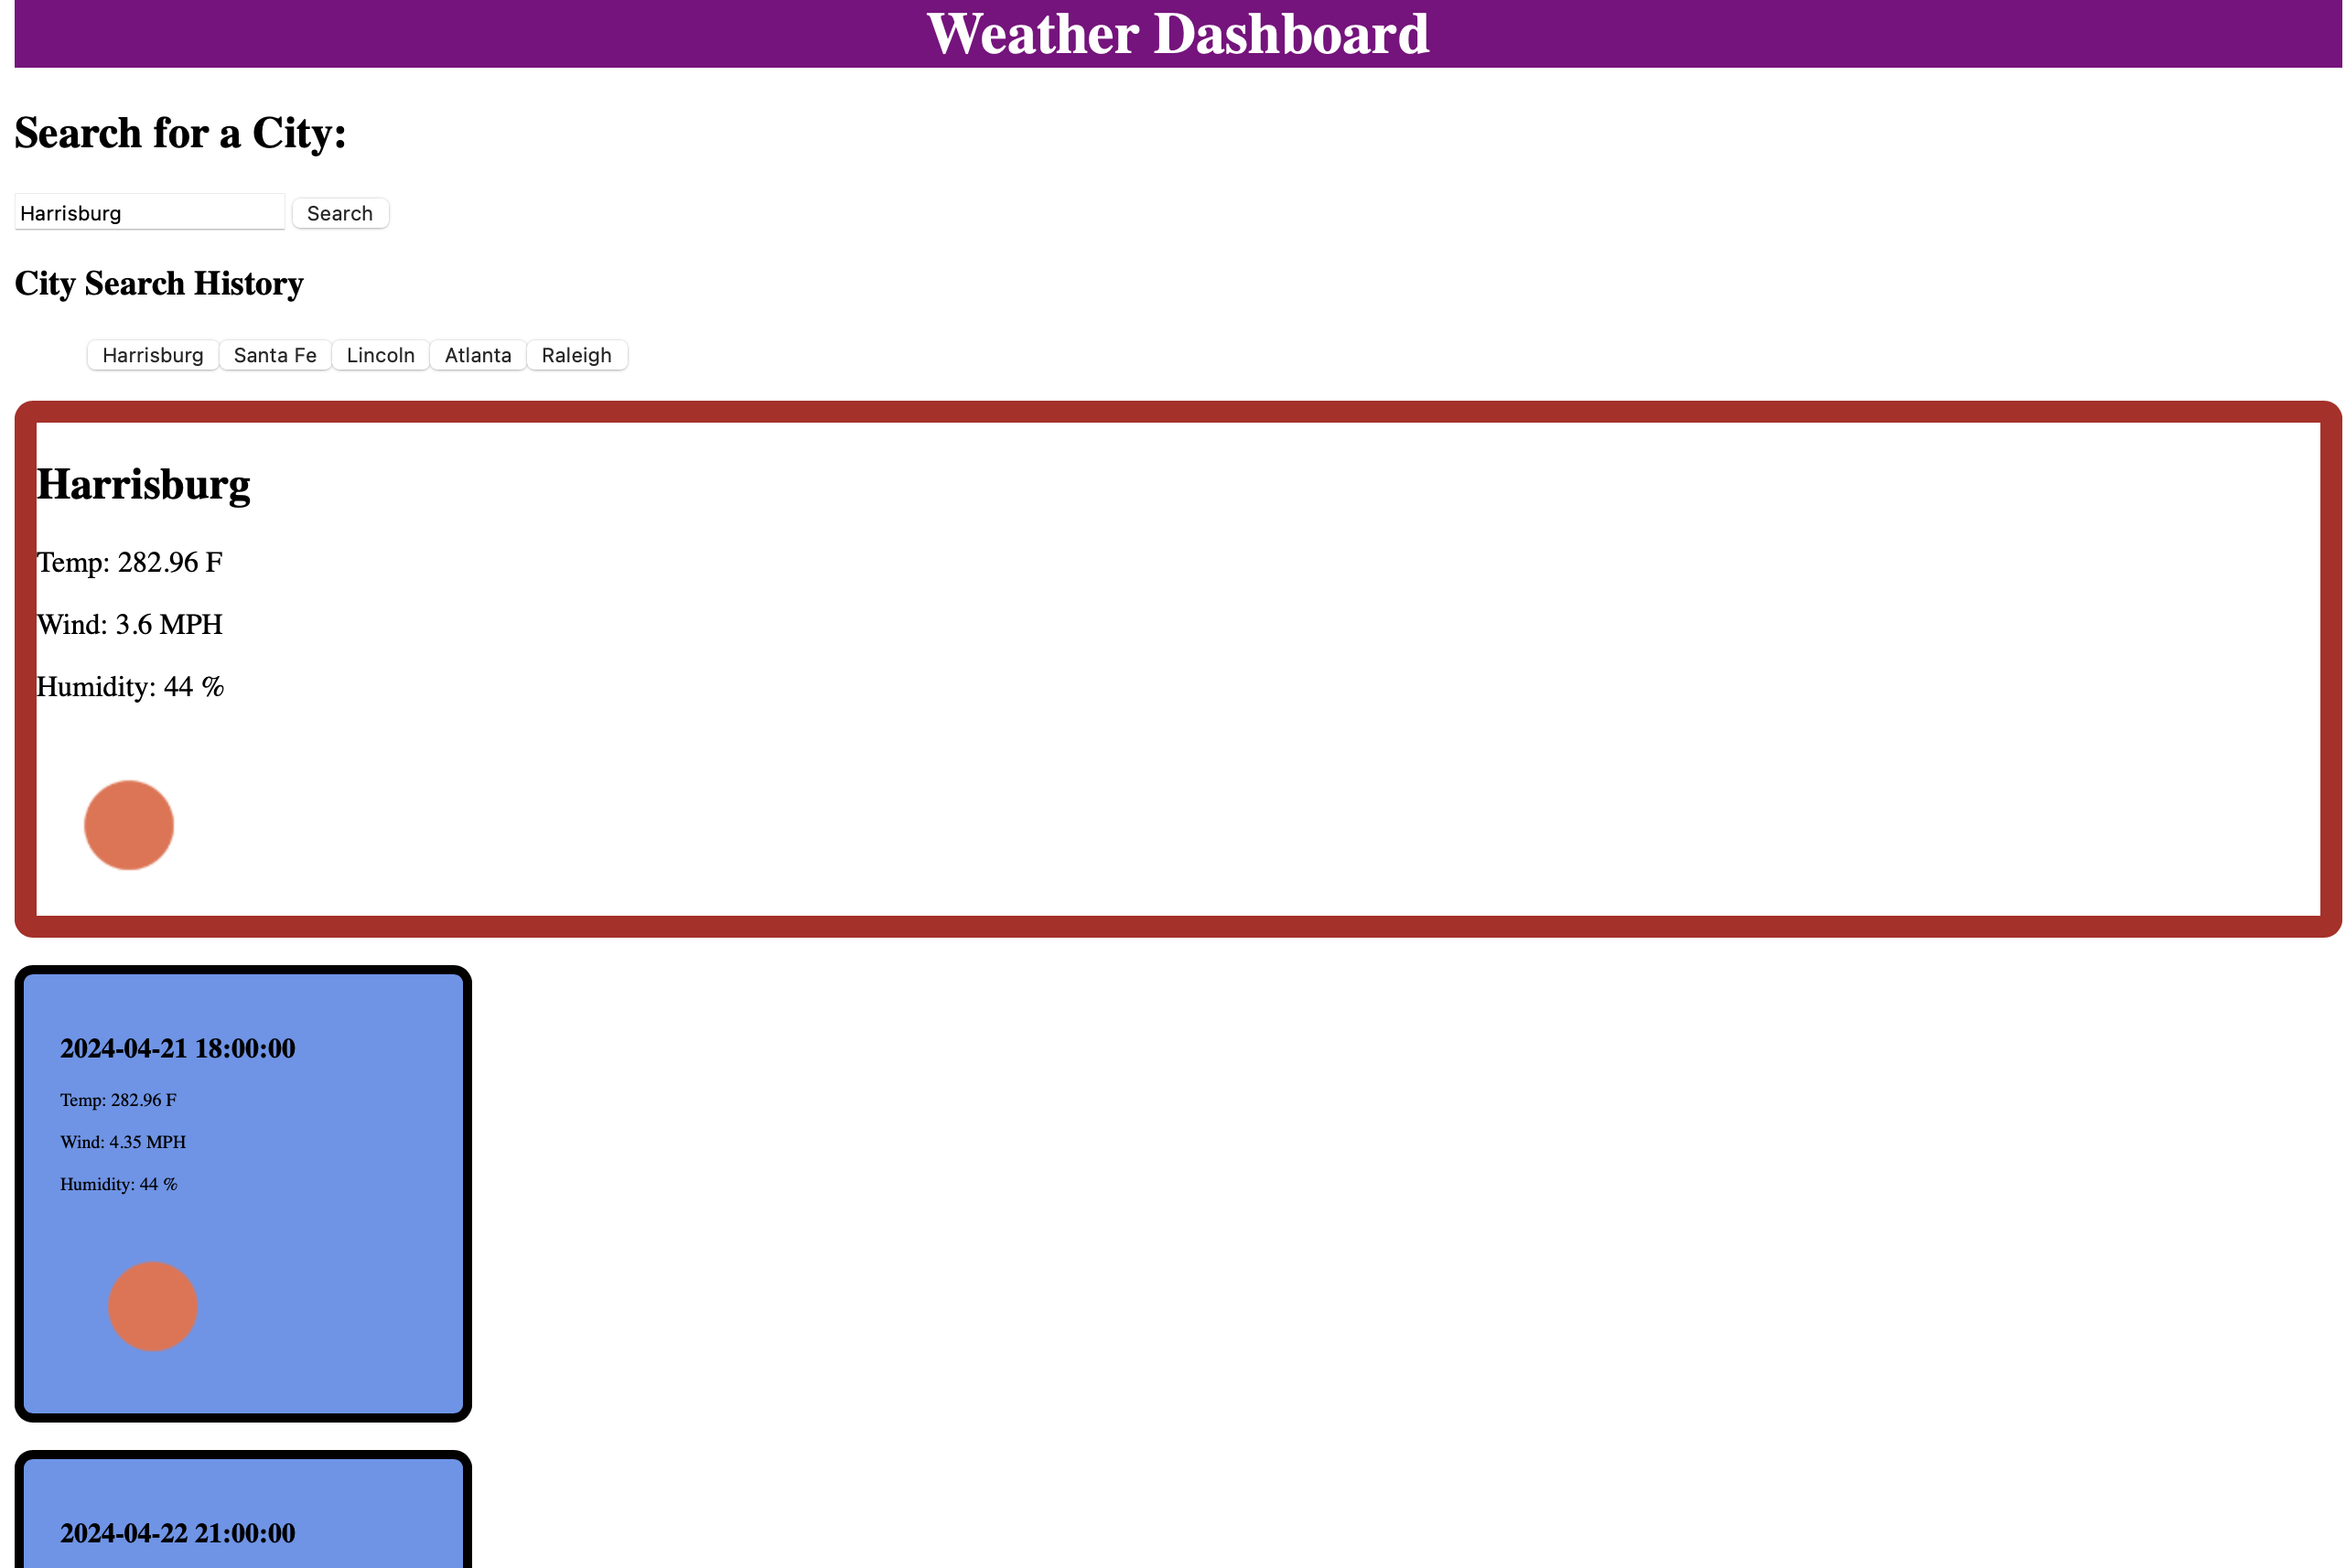 Weather Dashboard
Search for a City:
Harrisburg Search
City Search History
Harrisburg Santa Fe Lincoln Atlanta Raleigh
Harrisburg
Temp: 282.96 F
Wind: 3.6 MPH
Humidity: 44 %
2024-04-21 18:00:00
Temp: 282.96 F
Wind: 4.35 MPH
Humidity: 44 %
2024-04-22 21:00:00